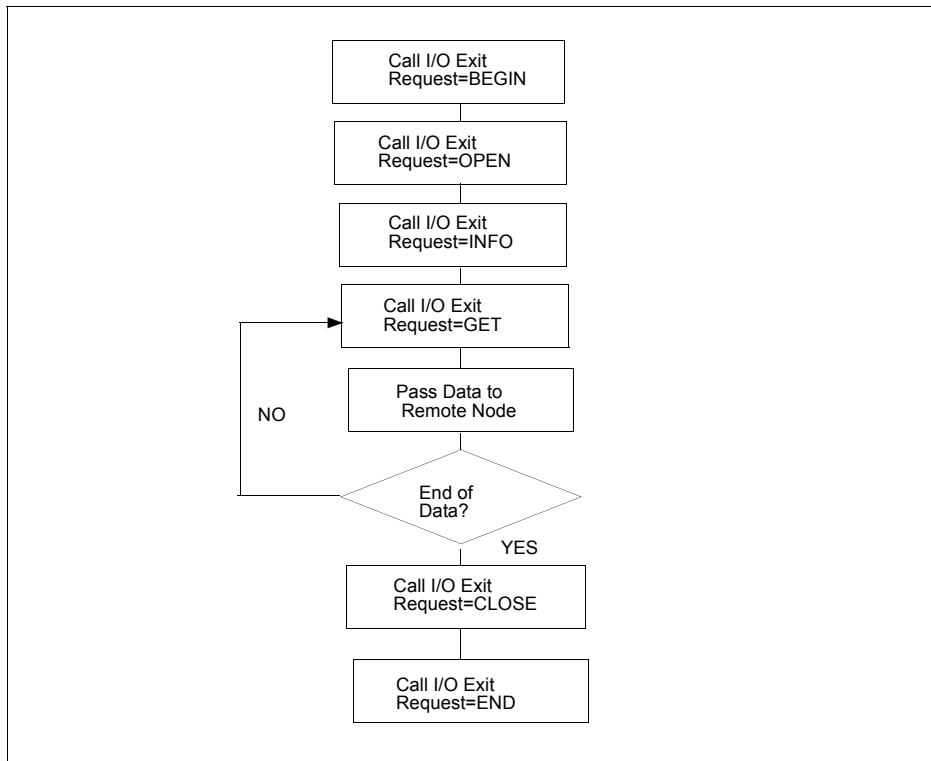 Call I/O Exit
Request=BEGIN
Call I/O Exit
Request=OPEN
Call I/O Exit
Request=INFO
Call I/O Exit
Request=GET
Pass Data to
Remote Node
NO
End of
Data?
YES
Call I/O Exit
Request=CLOSE
Call I/O Exit
Request=END